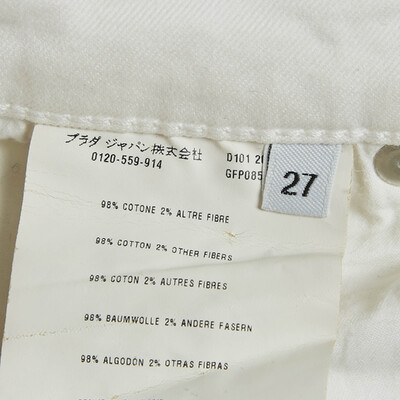 プラダ ジャパン株式会社
0120-559-914
D101
GFP085
27
98% COTONE 2% ALTRE FIBRE
98% COTTON 2% OTHER FIBERS
98% COTON 2% AUTRES FIBRES
98% BAUMWOLLE 2% ANDERE FASERN
98% ALGODON 2% OTRAS FIBRAS